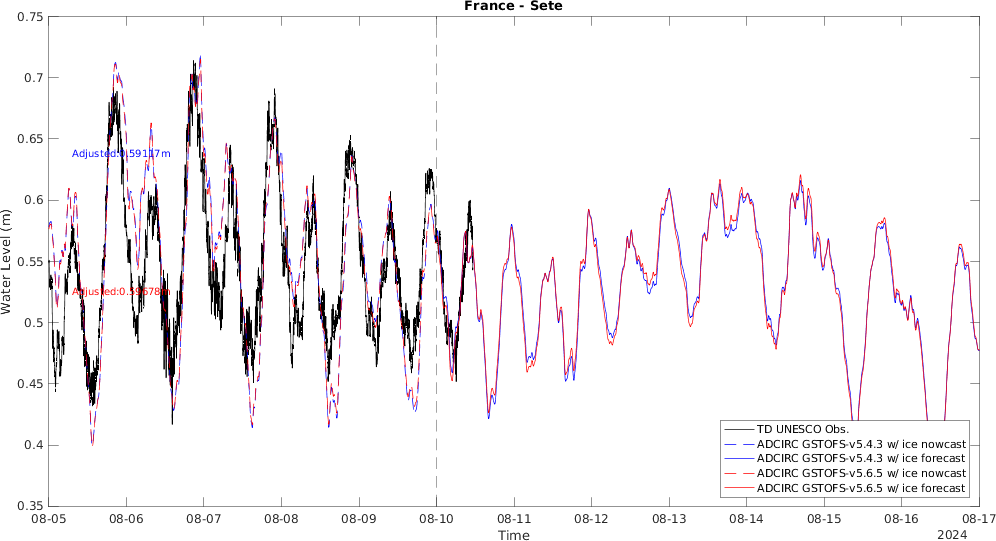 France - Sete
0.75
0.7
0.65
0.6
0.55
0.5
0.45
0.4
0.35
Water Level (m)
Adjusted:0.59117m
Adjusted:0.59678m
TD UNESCO Obs.
ADCIRC GSTOFS-v5.4.3 w/ ice nowcast
ADCIRC GSTOFS-v5.4.3 w/ ice forecast
ADCIRC GSTOFS-v5.6.5 w/ ice nowcast
ADCIRC GSTOFS-v5.6.5 w/ ice forecast
08-05 08-06 08-07 08-08 08-09 08-10 08-11 08-12 08-13 08-14 08-15 08-16 08-17
Time
2024